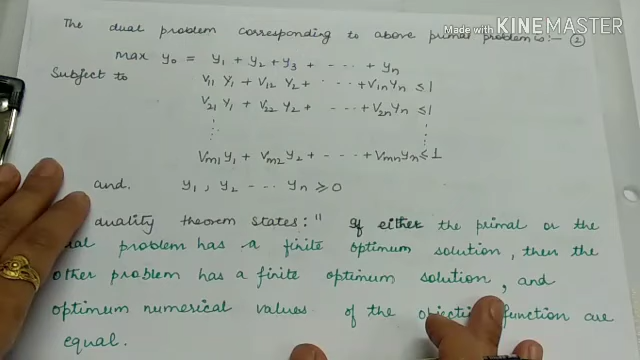 Made with KINEMASTER
The dual problem corresponding to above primal problem is:- ②
max y₀ = y₁ + y₂ + y₃ + - - - - + yₙ
Subject to
V₁₁ y₁ + V₁₂ y₂ + - - - + V₁ₙ yₙ ≤ 1
V₂₁ y₁ + V₂₂ y₂ + - - - + V₂ₙ yₙ ≤ 1
Vₘ₁ y₁ + Vₘ₂ y₂ + - - - + Vₘₙ yₙ ≤ 1
and. y₁ , y₂ - - - yₙ ⩾ 0
duality theorem states: " If either the primal or the
problem has a finite optimum solution, then the
other problem has a finite optimum solution, and
optimum numerical values of the function are
equal.